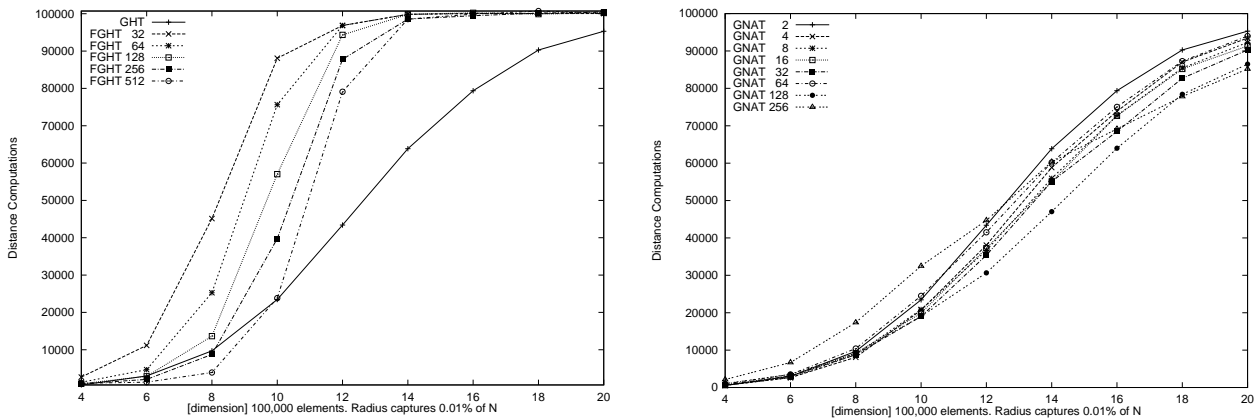 100000
90000
80000
70000
60000
50000
40000
30000
20000
10000
Distance Computations
GHT
FGHT 32
FGHT 64
FGHT 128
FGHT 256
FGHT 512
4 6 8 10 12 14 16 18 20
[dimension] 100,000 elements. Radius captures 0.01% of N
100000
90000
80000
70000
60000
50000
40000
30000
20000
10000
0
Distance Computations
GNAT 2
GNAT 4
GNAT 8
GNAT 16
GNAT 32
GNAT 64
GNAT 128
GNAT 256
4 6 8 10 12 14 16 18 20
[dimension] 100,000 elements. Radius captures 0.01% of N